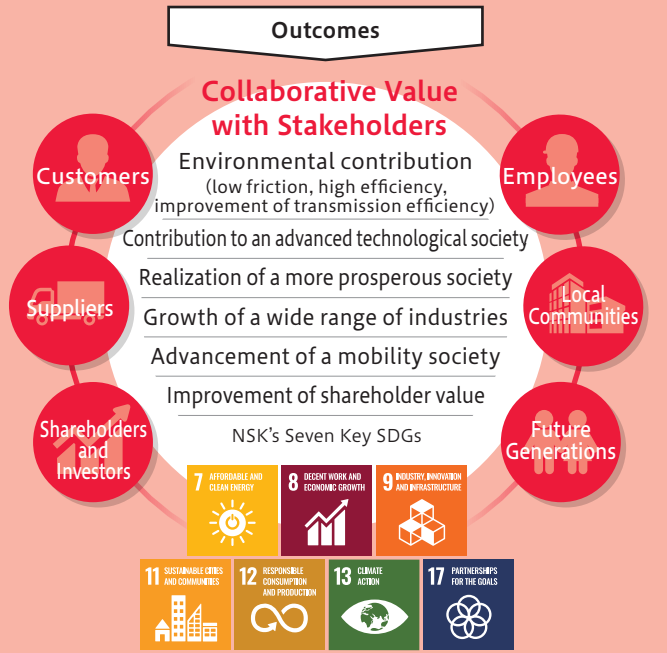 Outcomes
Collaborative Value
with Stakeholders
Customers
Employees
Environmental contribution
(low friction, high efficiency,
improvement of transmission efficiency)
Contribution to an advanced technological society
Suppliers
Local
Communities
Realization of a more prosperous society
Growth of a wide range of industries
Advancement of a mobility society
Improvement of shareholder value
Shareholders
and
Investors
Future
Generations
NSK's Seven Key SDGs
7 AFFORDABLE AND
CLEAN ENERGY
8 DECENT WORK AND
ECONOMIC GROWTH
9 INDUSTRY, INNOVATION
AND INFRASTRUCTURE
11 SUSTAINABLE CITIES
AND COMMUNITIES
12 RESPONSIBLE
CONSUMPTION
AND PRODUCTION
13 CLIMATE
ACTION
17 PARTNERSHIPS
FOR THE GOALS